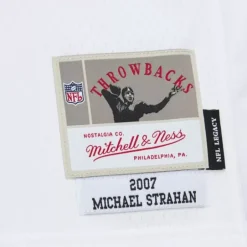 THROWBACKS
NFL
NOSTALGIA CO.
Mitchell & Ness
PHILADELPHIA, PA.
NFL LEGACY
2007
MICHAEL STRAHAN